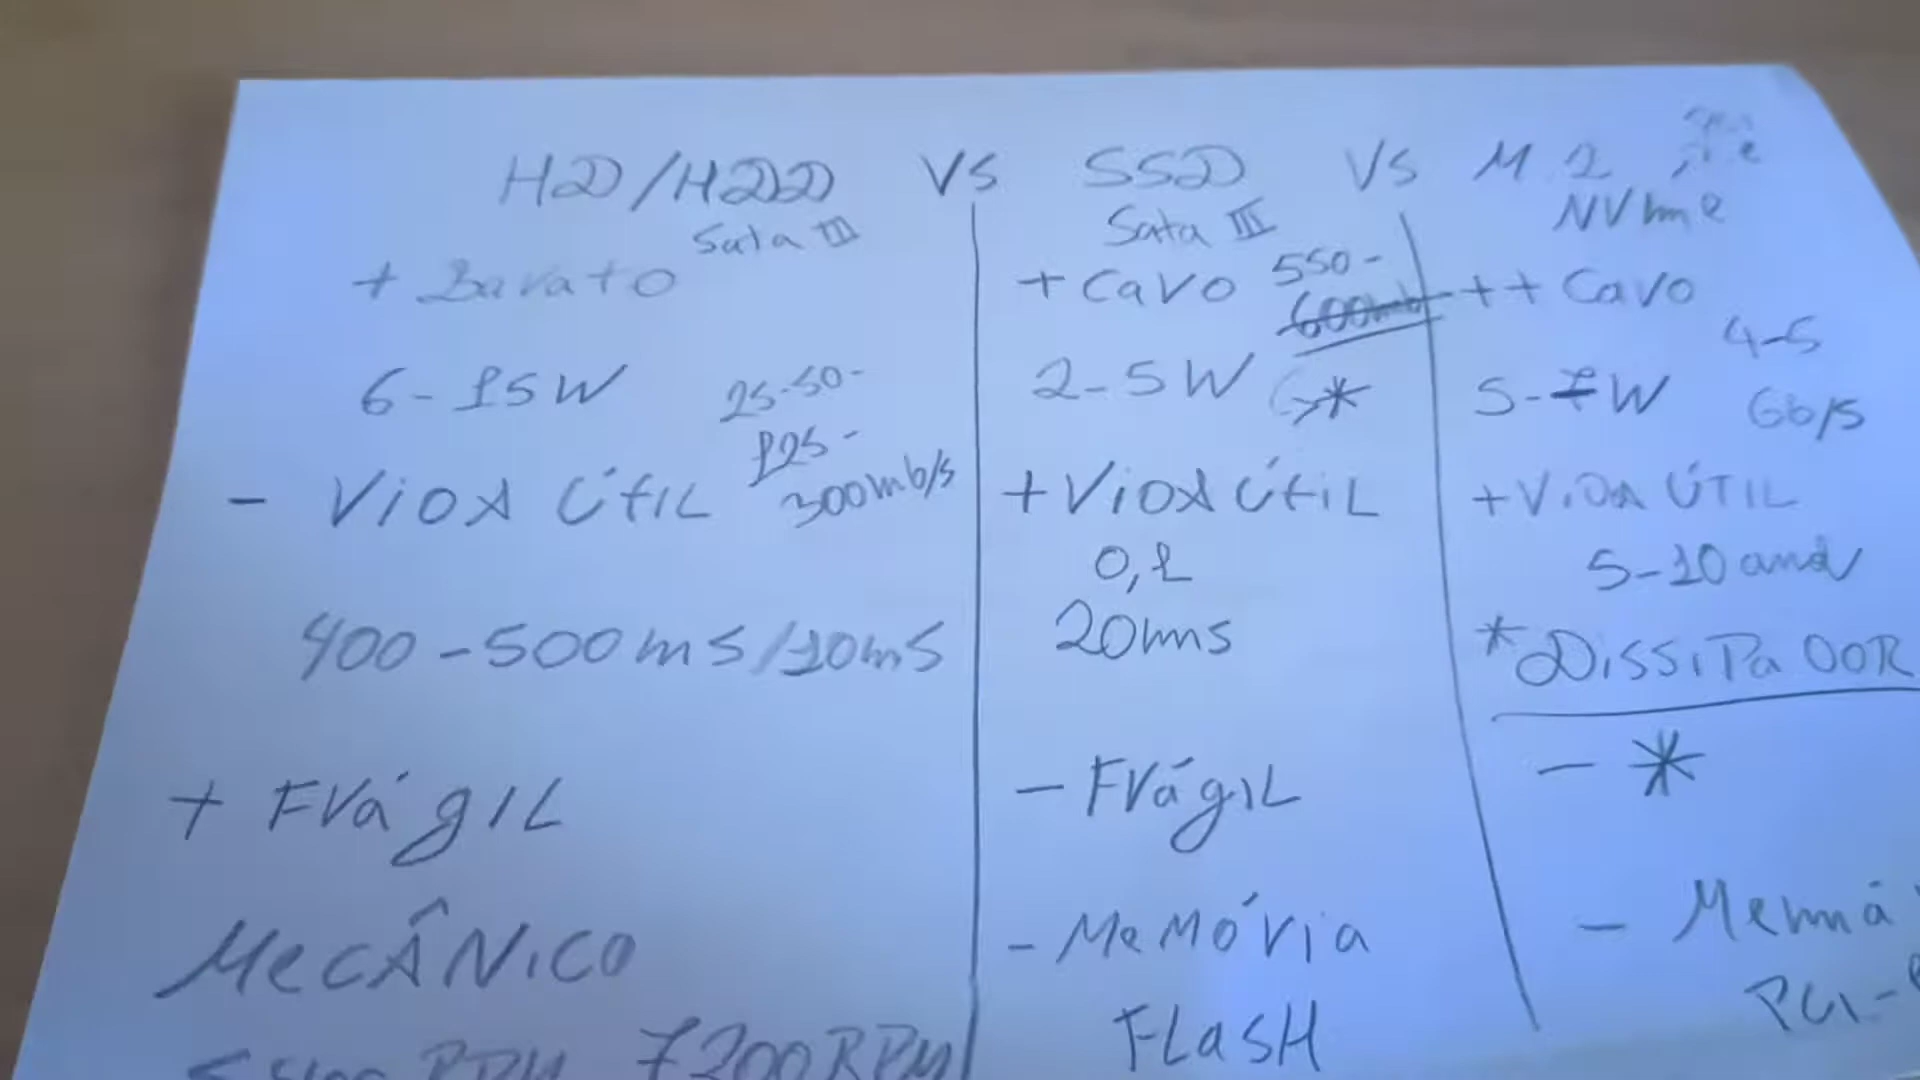 HD/HDD VS SSD VS M.2
Sata III
Sata III
NVme
+ Barato
+ Caro
550-
600mb
++ Caro
6-15W
25-50-
125-
300mb/s
2-5W
*
5-7W
4-5
Gb/s
- Vida Útil
+ Vida Útil
+ Vida ÚTIL
0,1
20ms
5-10 anos
400-500ms/10ms
* DissiPaDOR
+ Frágil
- Frágil
- *
MecÂNico
- MeMória
FLasH
7200RPM